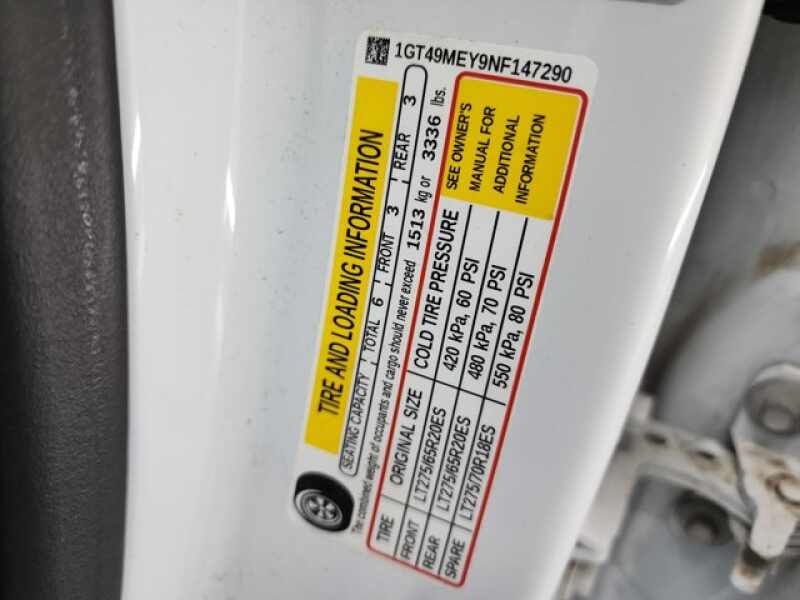 1GT49MEY9NF147290
TIRE AND LOADING INFORMATION
SEATING CAPACITY TOTAL 6 FRONT 3 REAR 3
The combined weight of occupants and cargo should never exceed 1513 kg or 3336 lbs.
TIRE ORIGINAL SIZE COLD TIRE PRESSURE
FRONT LT275/65R20ES 420 kPa, 60 PSI
REAR LT275/65R20ES 480 kPa, 70 PSI
SPARE LT275/70R18ES 550 kPa, 80 PSI
SEE OWNER'S
MANUAL FOR
ADDITIONAL
INFORMATION